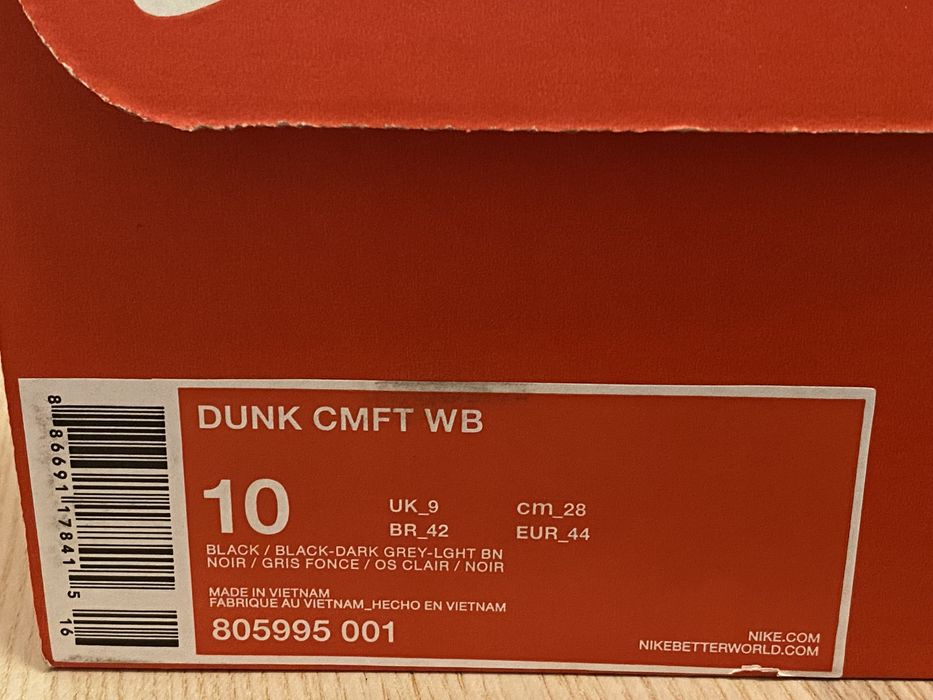 DUNK CMFT WB
10
UK_9
cm_28
BR_42
EUR_44
BLACK / BLACK-DARK GREY-LGHT BN
NOIR / GRIS FONCE / OS CLAIR / NOIR
MADE IN VIETNAM
FABRIQUE AU VIETNAM_HECHO EN VIETNAM
805995 001
NIKE.COM
NIKEBETTERWORLD.COM
8 86691 17841 5 16